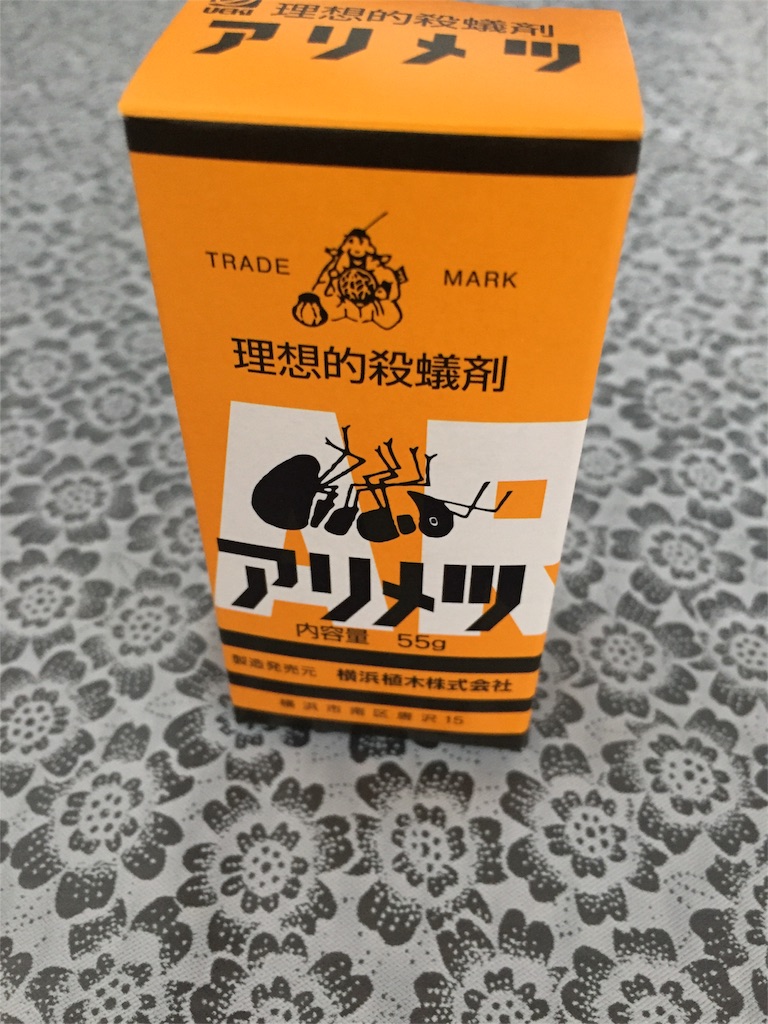 UEKI 理想的殺蟻剤
アリメツ
TRADE MARK
理想的殺蟻剤
AR
アリメツ
内容量 55g
製造発売元 横浜植木株式会社
横浜市南区唐沢15